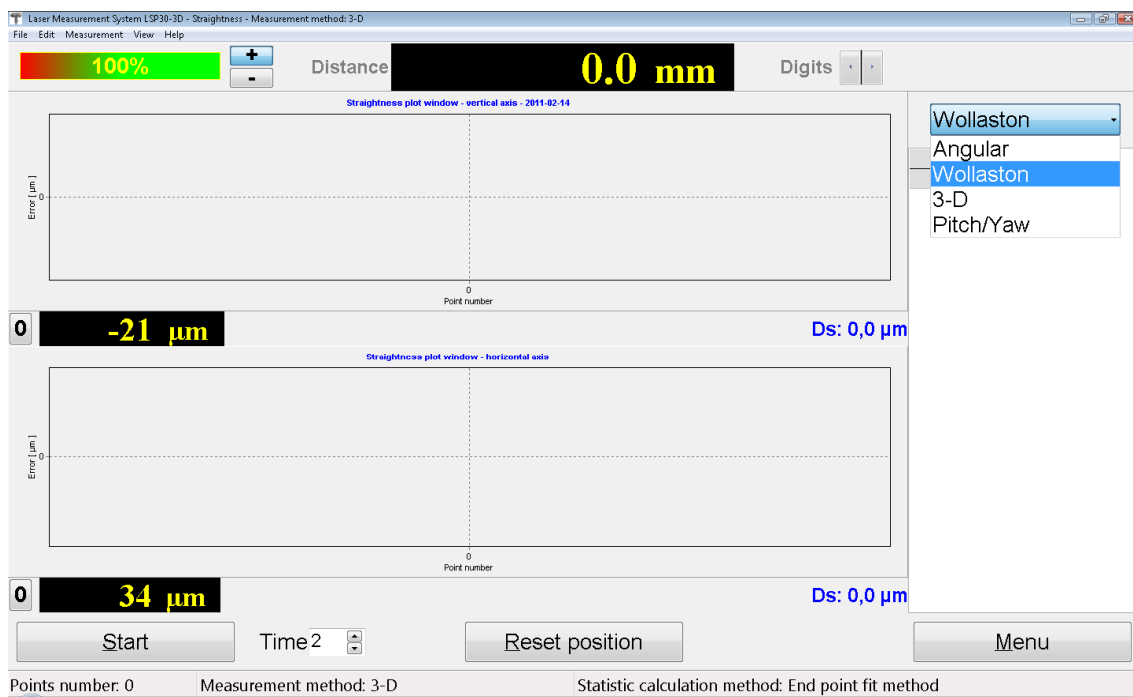 Laser Measurement System LSP30-3D - Straightness - Measurement method: 3-D
File Edit Measurement View Help
100%
+
-
Distance
0.0 mm
Digits
Straightness plot window - vertical axis - 2011-02-14
Error [ µm ]
0
0
Point number
Wollaston
Angular
Wollaston
3-D
Pitch/Yaw
0
-21 µm
Ds: 0,0 µm
Straightness plot window - horizontal axis
Error [ µm ]
0
0
Point number
0
34 µm
Ds: 0,0 µm
Start
Time 2
Reset position
Menu
Points number: 0 Measurement method: 3-D Statistic calculation method: End point fit method